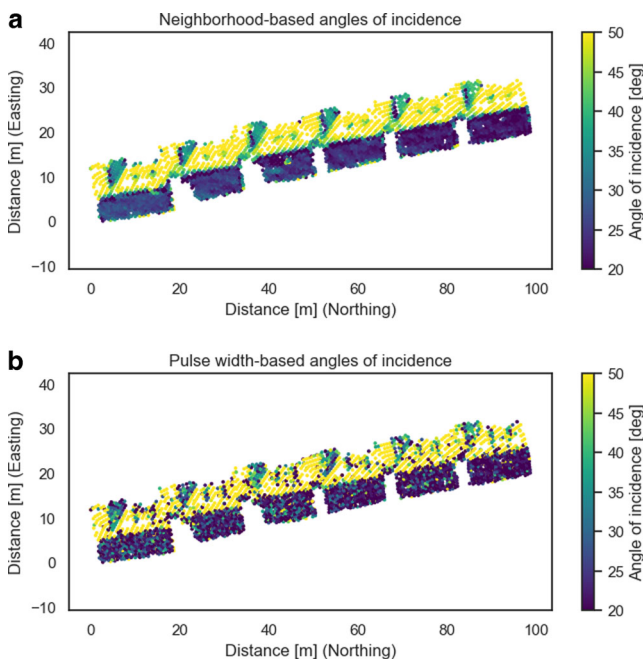 a
Neighborhood-based angles of incidence
40
30
20
10
0
−10
0 20 40 60 80 100
Distance [m] (Easting)
Distance [m] (Northing)
50
45
40
35
30
25
20
Angle of incidence [deg]
b
Pulse width-based angles of incidence
40
30
20
10
0
−10
0 20 40 60 80 100
Distance [m] (Easting)
Distance [m] (Northing)
50
45
40
35
30
25
20
Angle of incidence [deg]